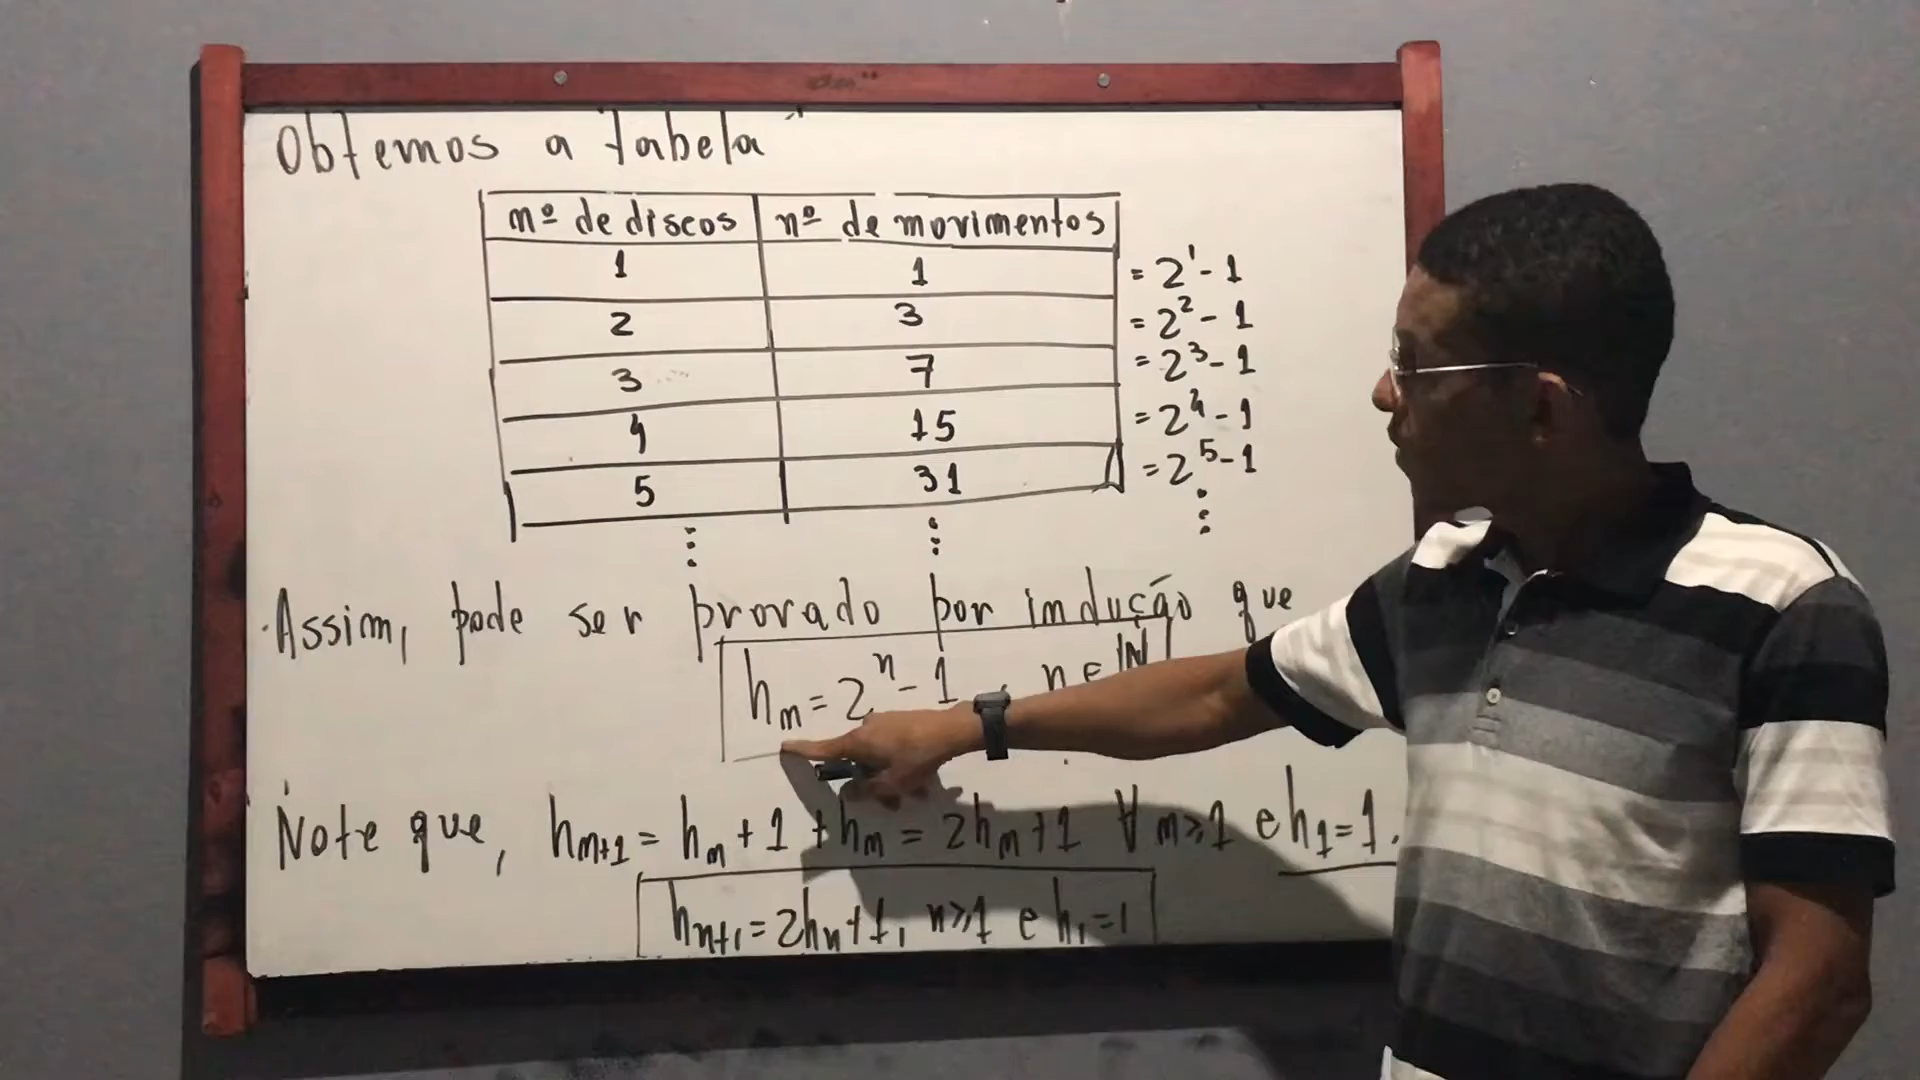 Obtemos a tabela
nº de discos nº de movimentos
1 1 = 2¹ - 1
2 3 = 2² - 1
3 7 = 2³ - 1
4 15 = 2⁴ - 1
5 31 = 2⁵ - 1
⋮ ⋮ ⋮
Assim, pode ser provado por indução que
hₙ = 2ⁿ - 1, n ∈ ℕ
Note que, hₙ₊₁ = hₙ + 1 + hₙ = 2hₙ + 1 ∀ n ≥ 1 e h₁ = 1.
hₙ₊₁ = 2hₙ + 1, n ≥ 1 e h₁ = 1